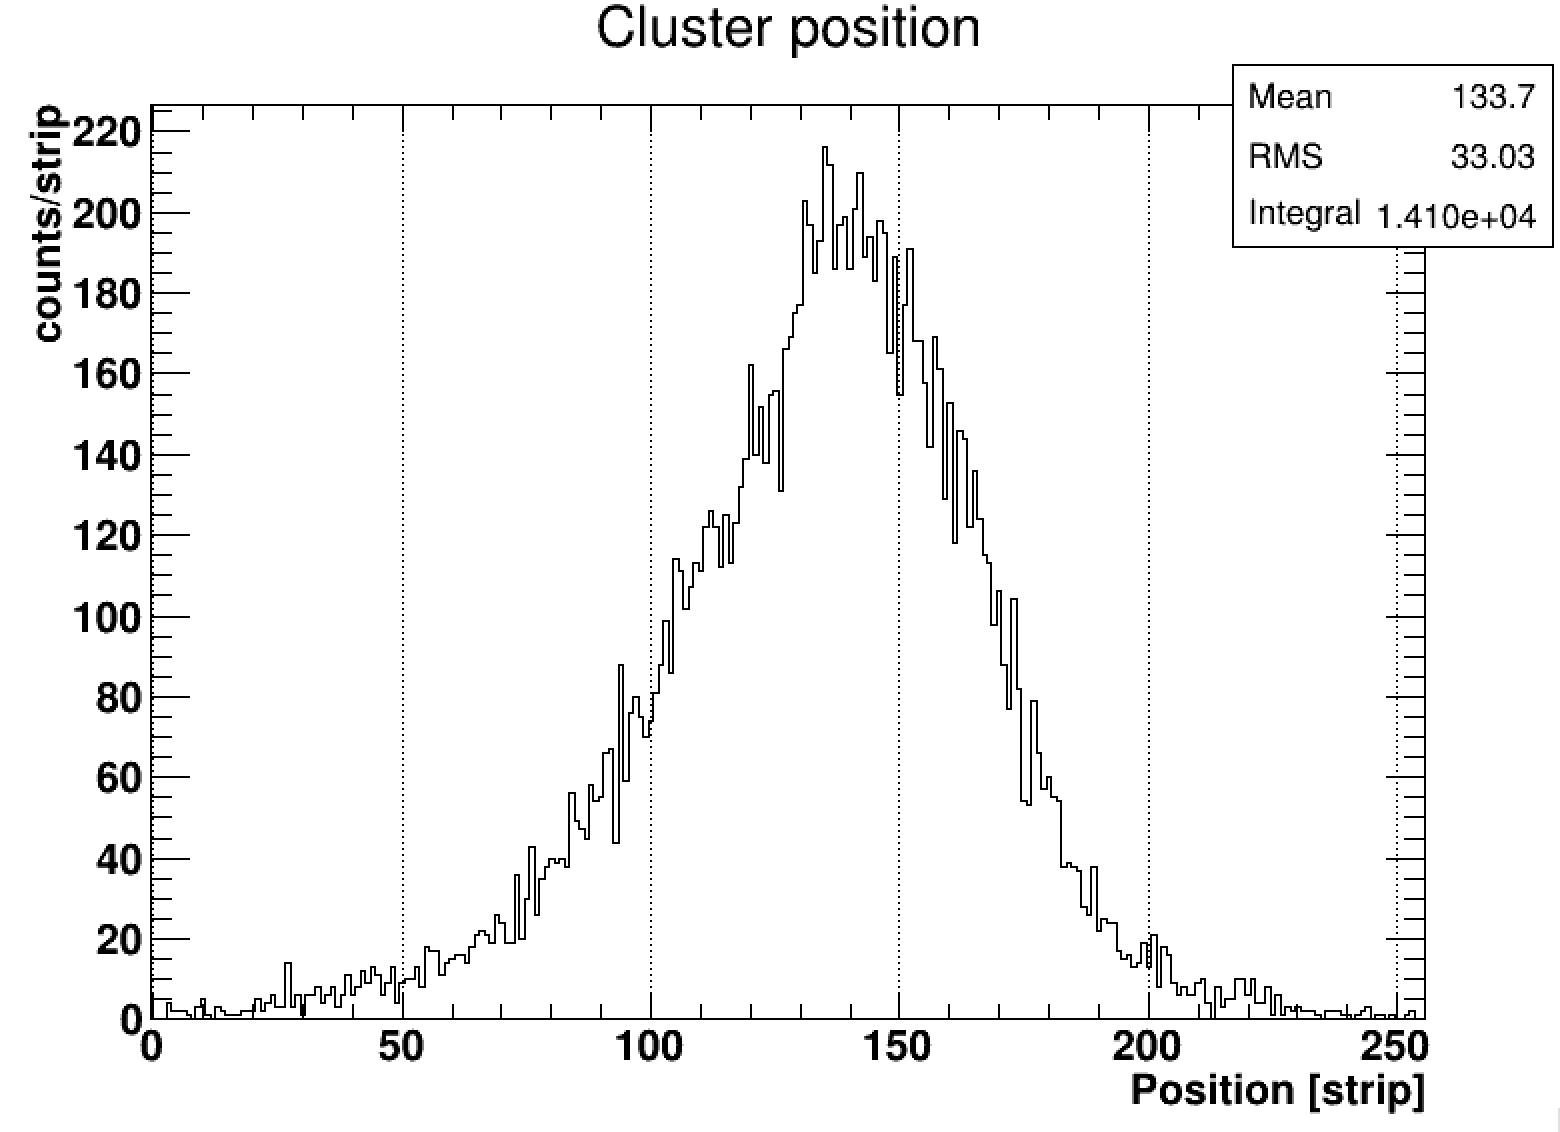 Cluster position
Mean 133.7
RMS 33.03
Integral 1.410e+04
counts/strip
220
200
180
160
140
120
100
80
60
40
20
0
0 50 100 150 200 250
Position [strip]